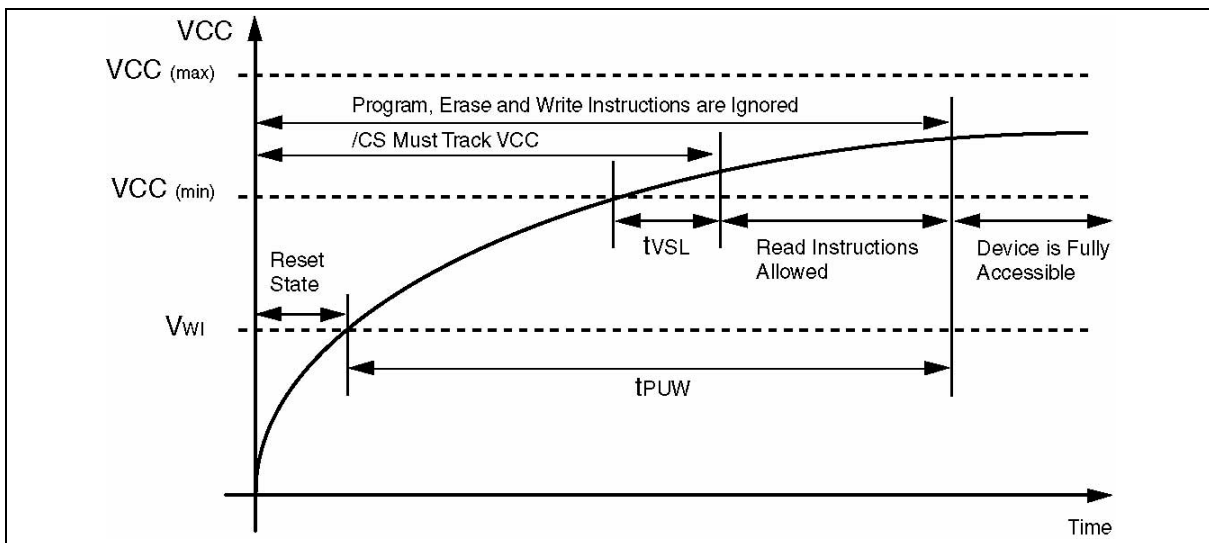 VCC
VCC (max)
Program, Erase and Write Instructions are Ignored
/CS Must Track VCC
VCC (min)
tVSL
Read Instructions
Allowed
Device is Fully
Accessible
Reset
State
VWI
tPUW
Time